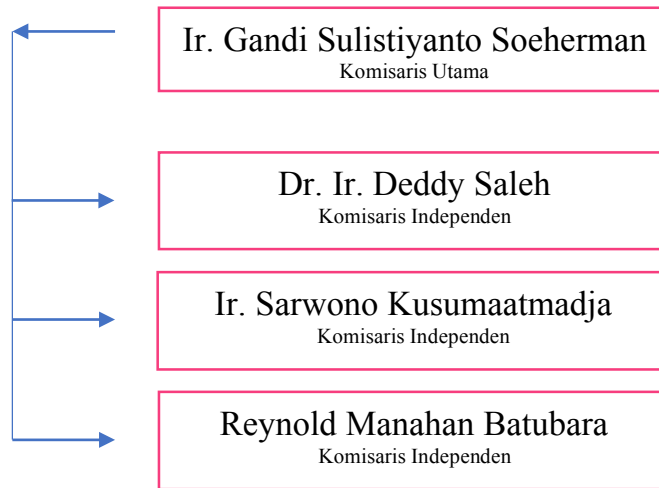 Ir. Gandi Sulistiyanto Soeherman
Komisaris Utama
Dr. Ir. Deddy Saleh
Komisaris Independen
Ir. Sarwono Kusumaatmadja
Komisaris Independen
Reynold Manahan Batubara
Komisaris Independen